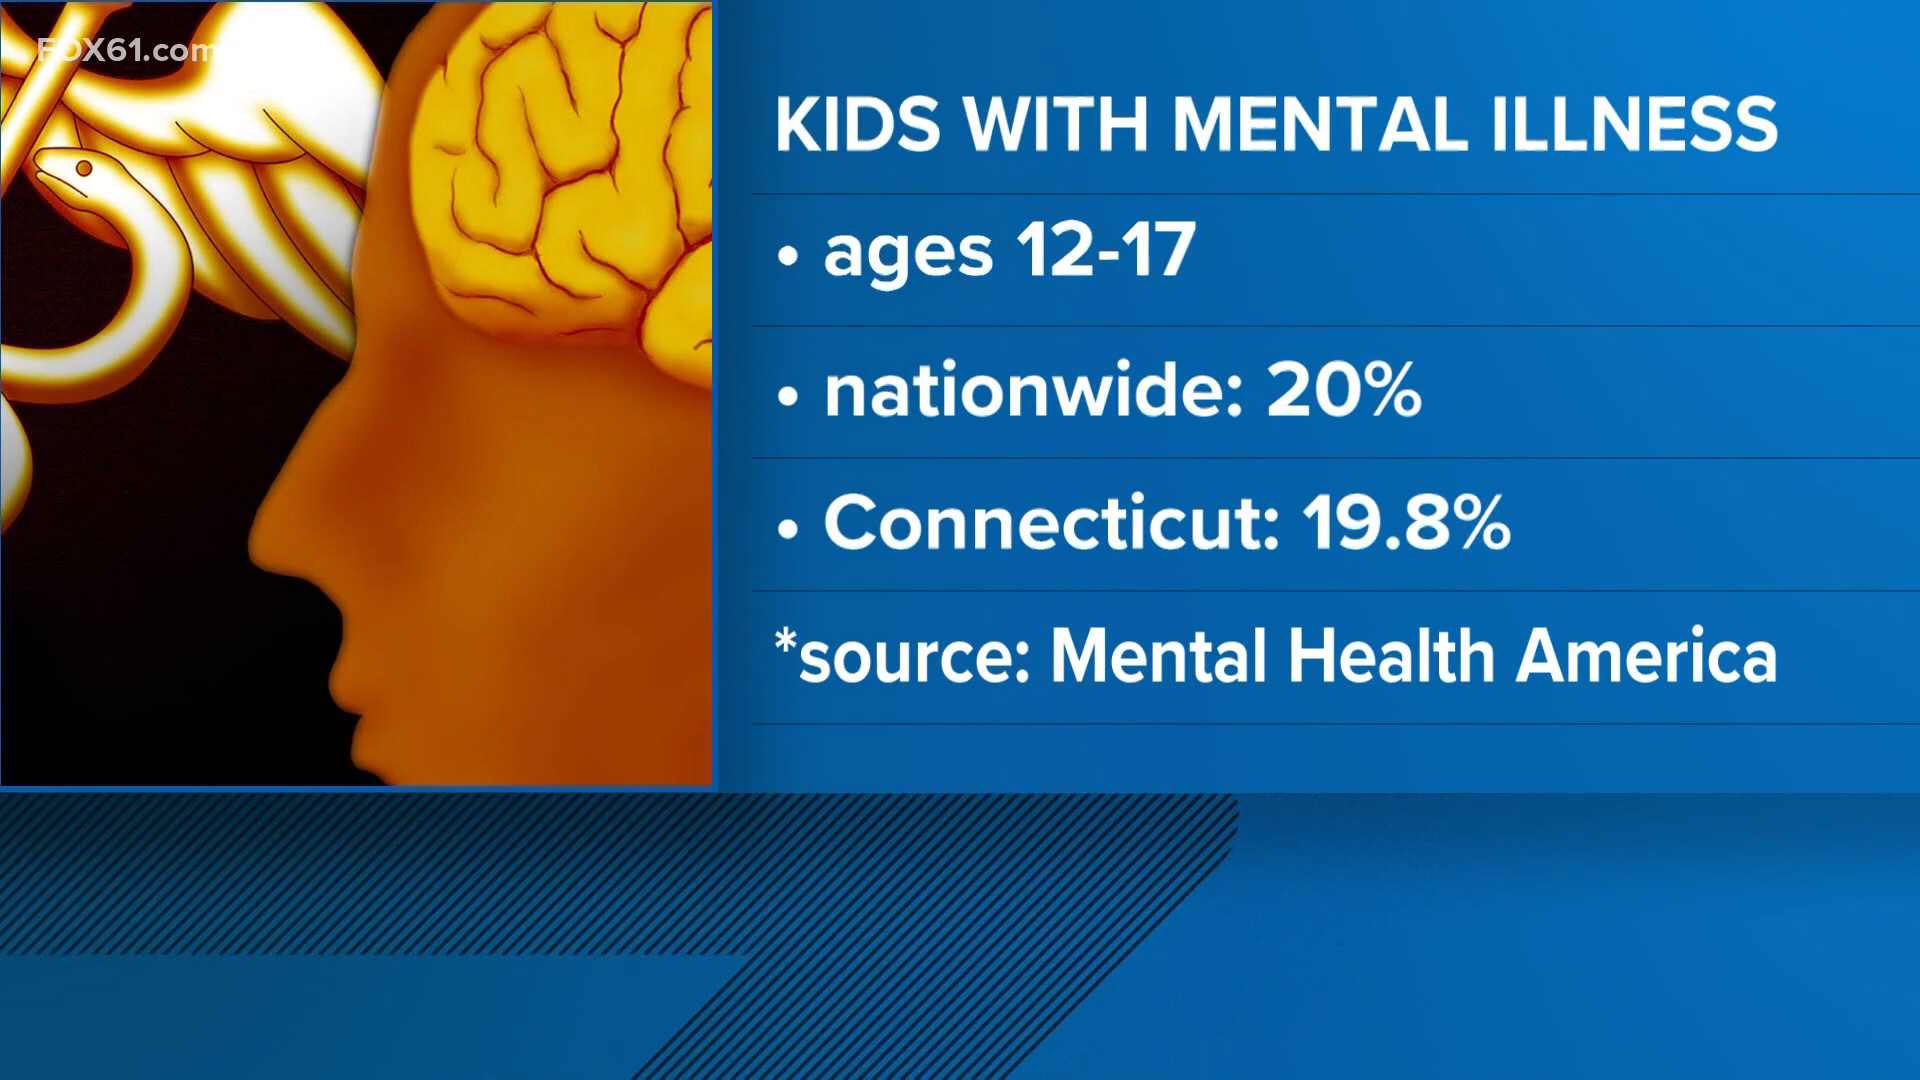 FOX61.com
KIDS WITH MENTAL ILLNESS
• ages 12-17
• nationwide: 20%
• Connecticut: 19.8%
*source: Mental Health America